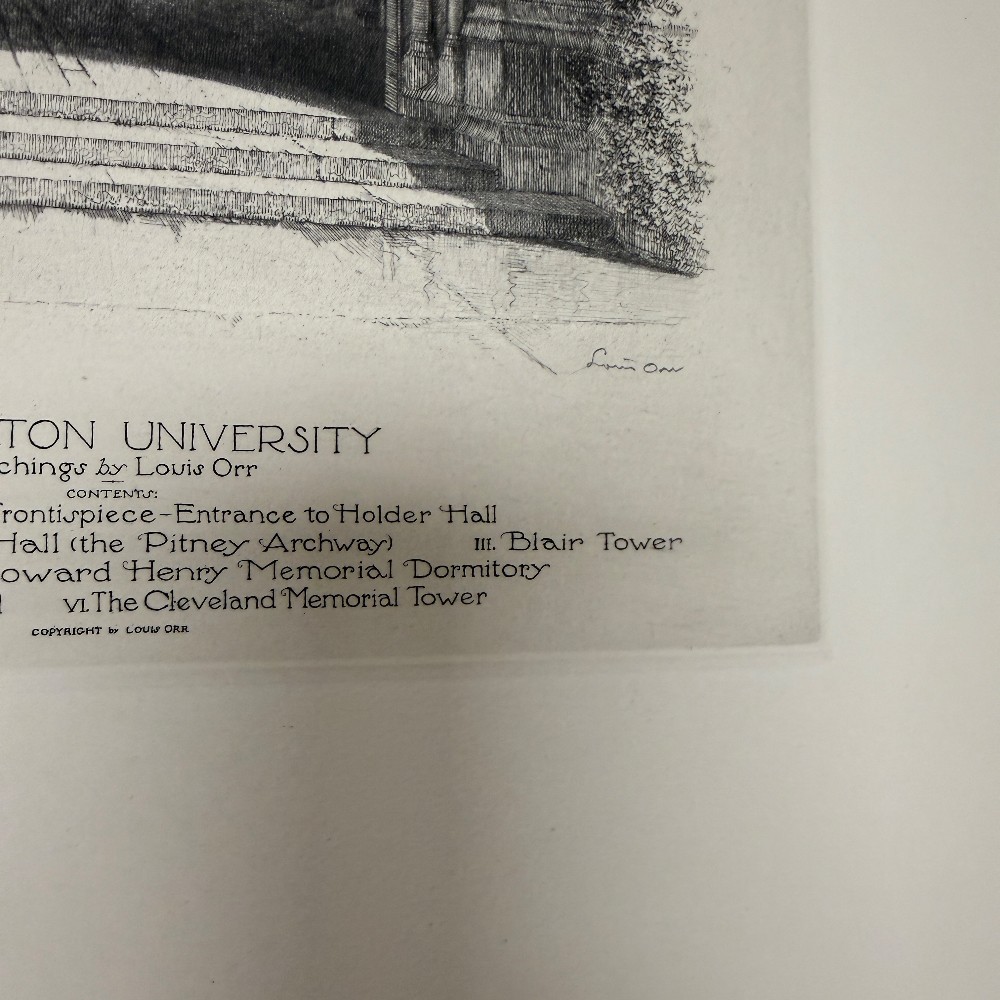 Louis Orr
TON UNIVERSITY
chings by Louis Orr
CONTENTS:
rontispiece-Entrance to Holder Hall
Hall (the Pitney Archway) III. Blair Tower
oward Henry Memorial Dormitory
VI. The Cleveland Memorial Tower
COPYRIGHT by LOUIS ORR